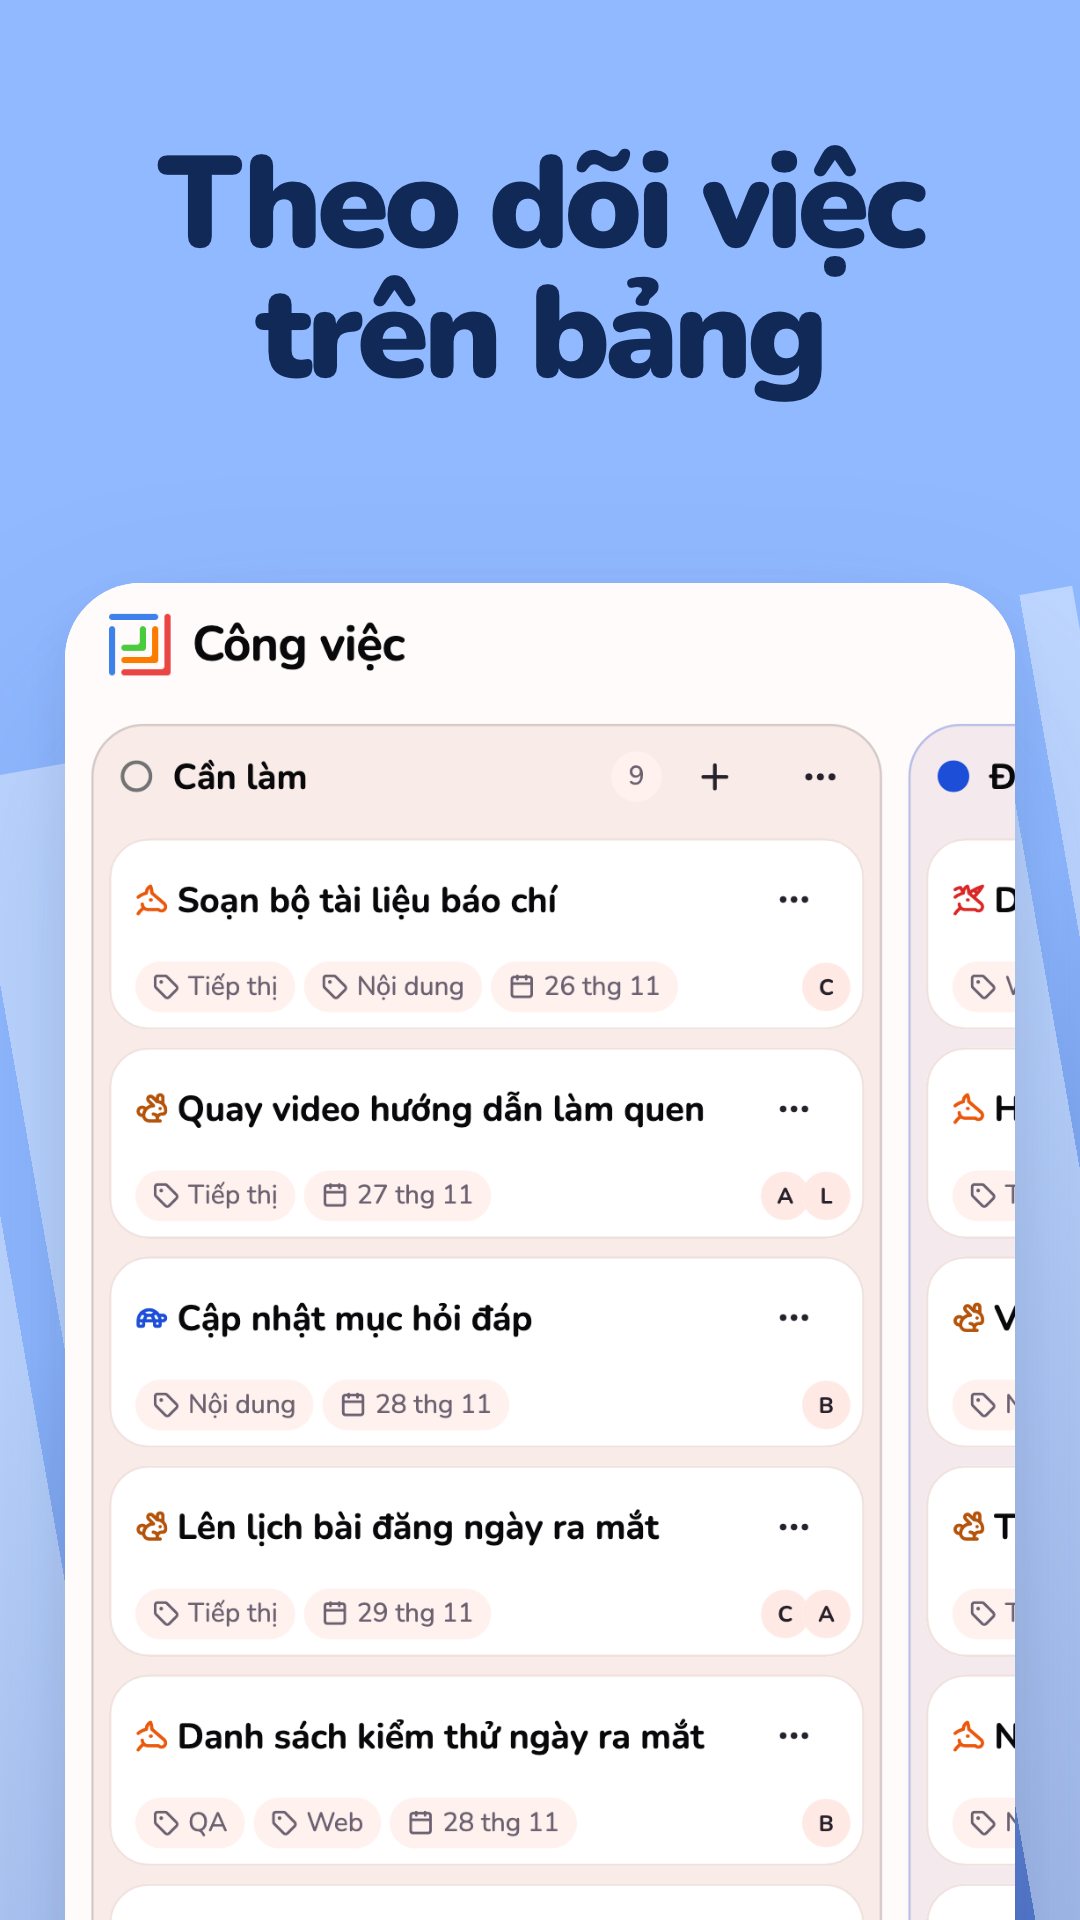 Theo dõi việc
trên bảng
Công việc
Cần làm 9
Soạn bộ tài liệu báo chí
Tiếp thị Nội dung 26 thg 11 C
Quay video hướng dẫn làm quen
Tiếp thị 27 thg 11 A L
Cập nhật mục hỏi đáp
Nội dung 28 thg 11 B
Lên lịch bài đăng ngày ra mắt
Tiếp thị 29 thg 11 C A
Danh sách kiểm thử ngày ra mắt
QA Web 28 thg 11 B